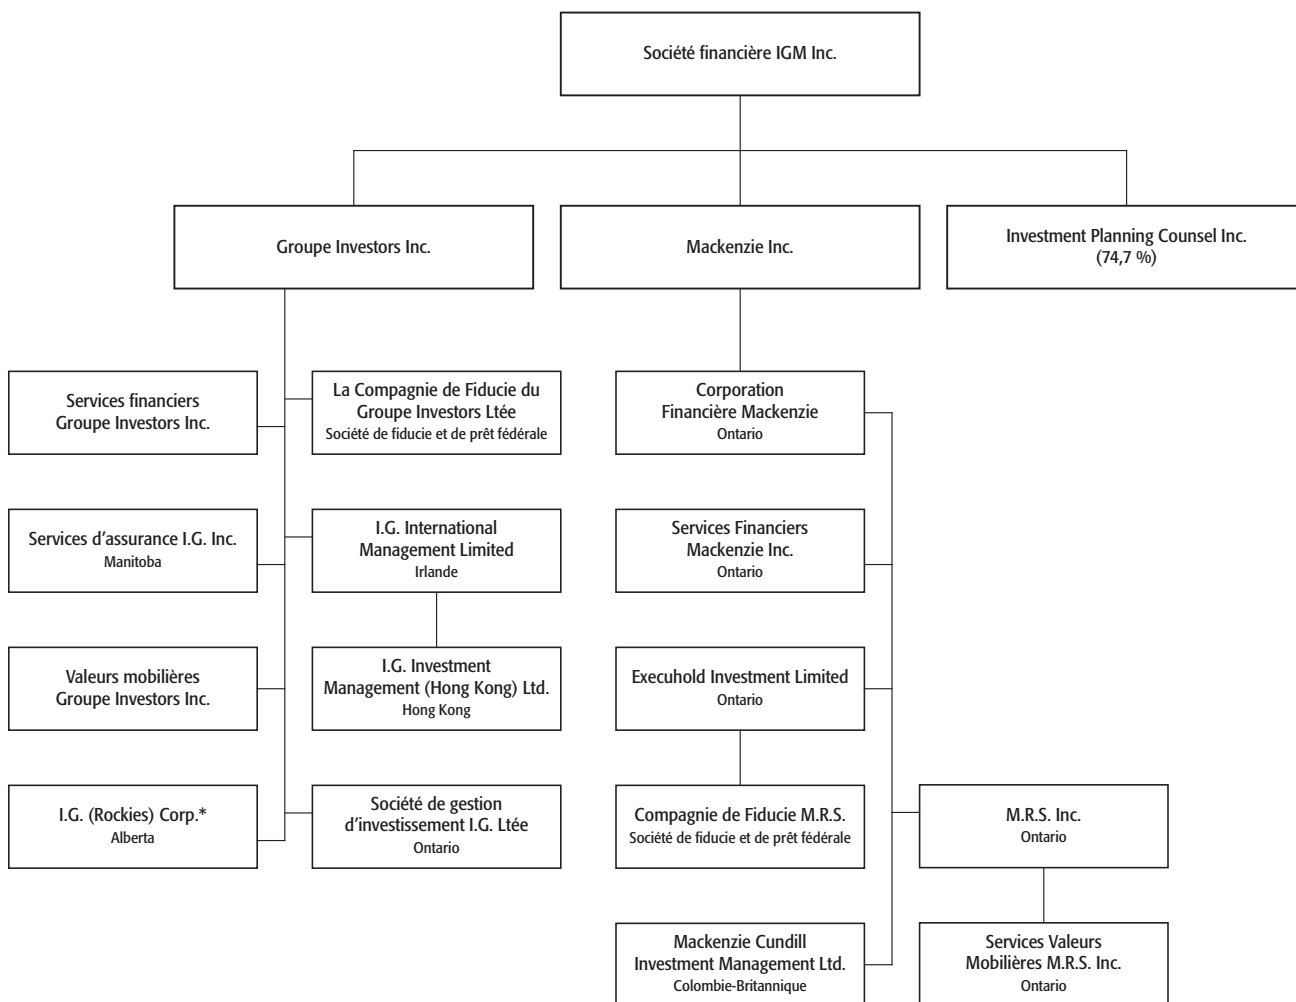 Société financière IGM Inc.
Groupe Investors Inc.
Mackenzie Inc.
Investment Planning Counsel Inc.
(74,7 %)
Services financiers
Groupe Investors Inc.
La Compagnie de Fiducie du
Groupe Investors Ltée
Société de fiducie et de prêt fédérale
Corporation
Financière Mackenzie
Ontario
Services d’assurance I.G. Inc.
Manitoba
I.G. International
Management Limited
Irlande
Services Financiers
Mackenzie Inc.
Ontario
Valeurs mobilières
Groupe Investors Inc.
I.G. Investment
Management (Hong Kong) Ltd.
Hong Kong
Execuhold Investment Limited
Ontario
I.G. (Rockies) Corp.*
Alberta
Société de gestion
d’investissement I.G. Ltée
Ontario
Compagnie de Fiducie M.R.S.
Société de fiducie et de prêt fédérale
M.R.S. Inc.
Ontario
Mackenzie Cundill
Investment Management Ltd.
Colombie-Britannique
Services Valeurs
Mobilières M.R.S. Inc.
Ontario